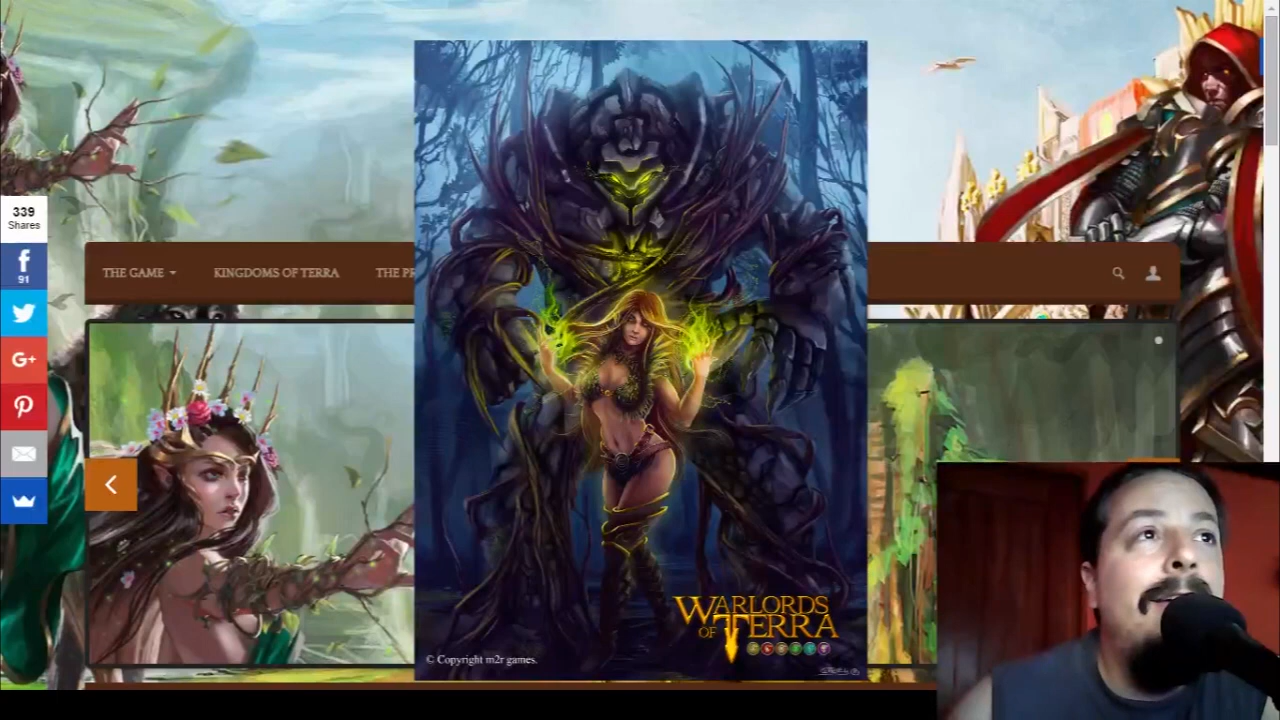 339
Shares
91
THE GAME
KINGDOMS OF TERRA
THE PR
G+
WARLORDS
OF TERRA
© Copyright m2r games.